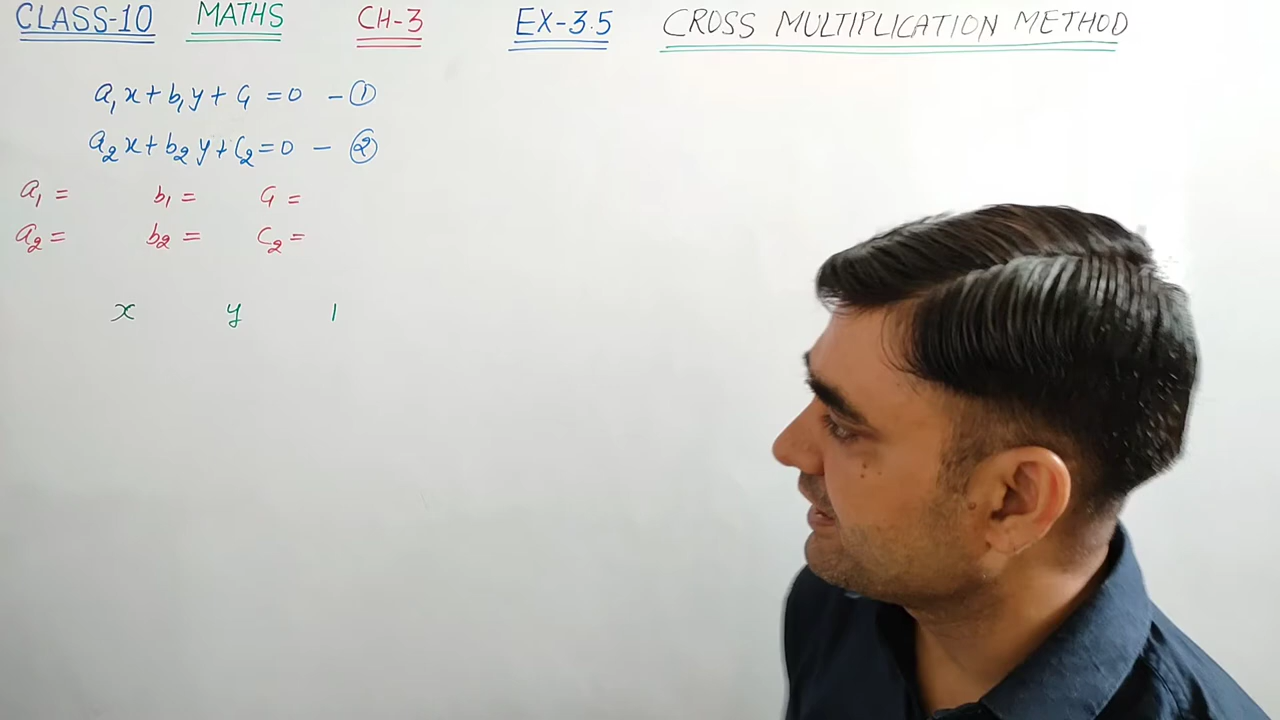 CLASS-10 MATHS CH-3 EX-3.5 CROSS MULTIPLICATION METHOD
a₁x+b₁y+c₁=0 -①
a₂x+b₂y+c₂=0 - ②
a₁ = b₁ = c₁ =
a₂ = b₂ = c₂ =
x y 1